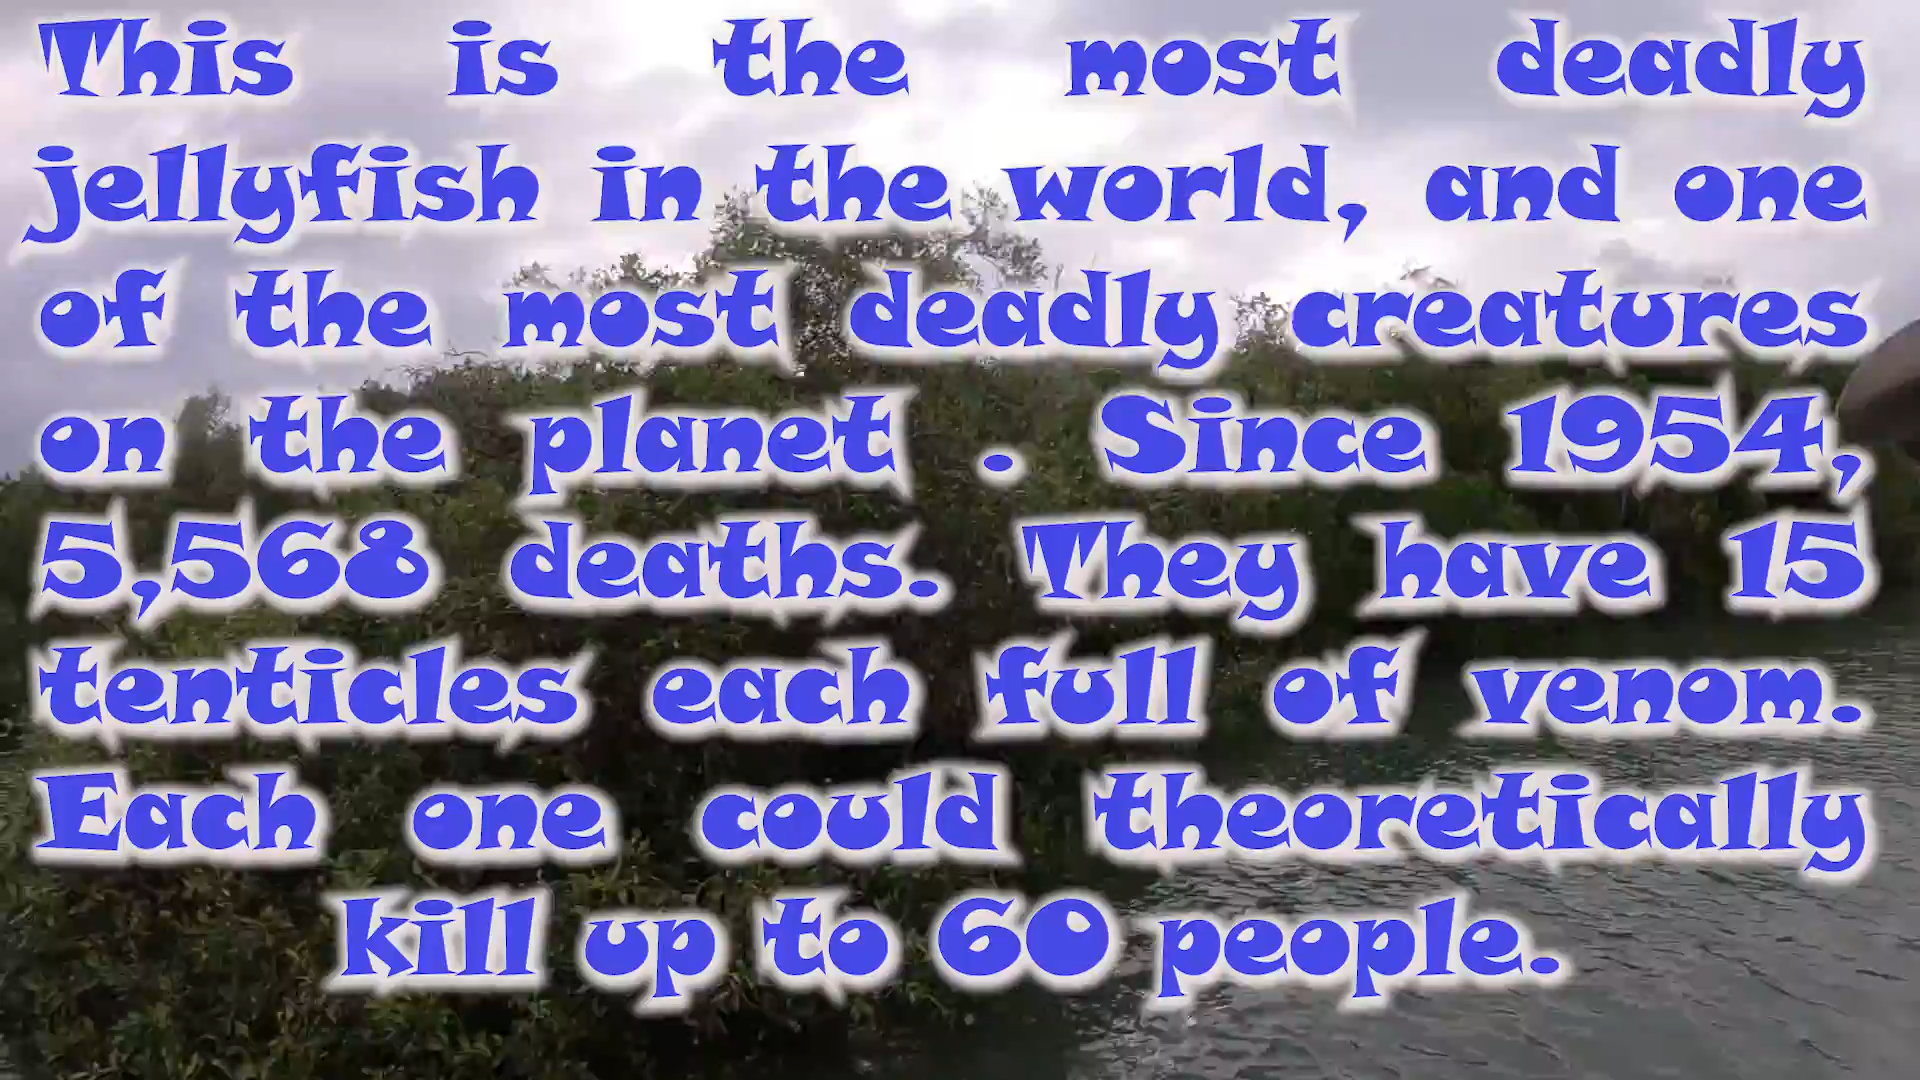 This is the most deadly
jellyfish in the world, and one
of the most deadly creatures
on the planet . Since 1954,
5,568 deaths. They have 15
tenticles each full of venom.
Each one could theoretically
kill up to 60 people.